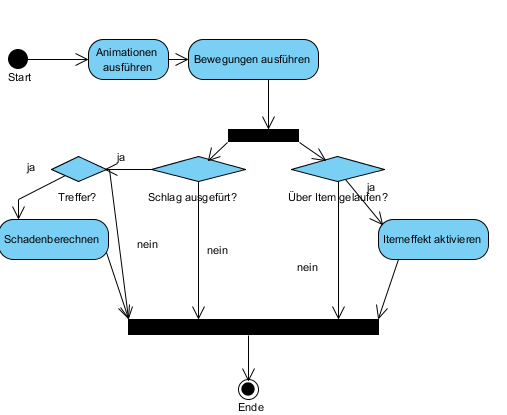 Start
Animationen
ausführen
Bewegungen ausführen
ja
ja
Treffer?
Schlag ausgefürt?
Über Item gelaufen?
ja
Schadenberechnen
nein
nein
nein
Itemeffekt aktivieren
Ende